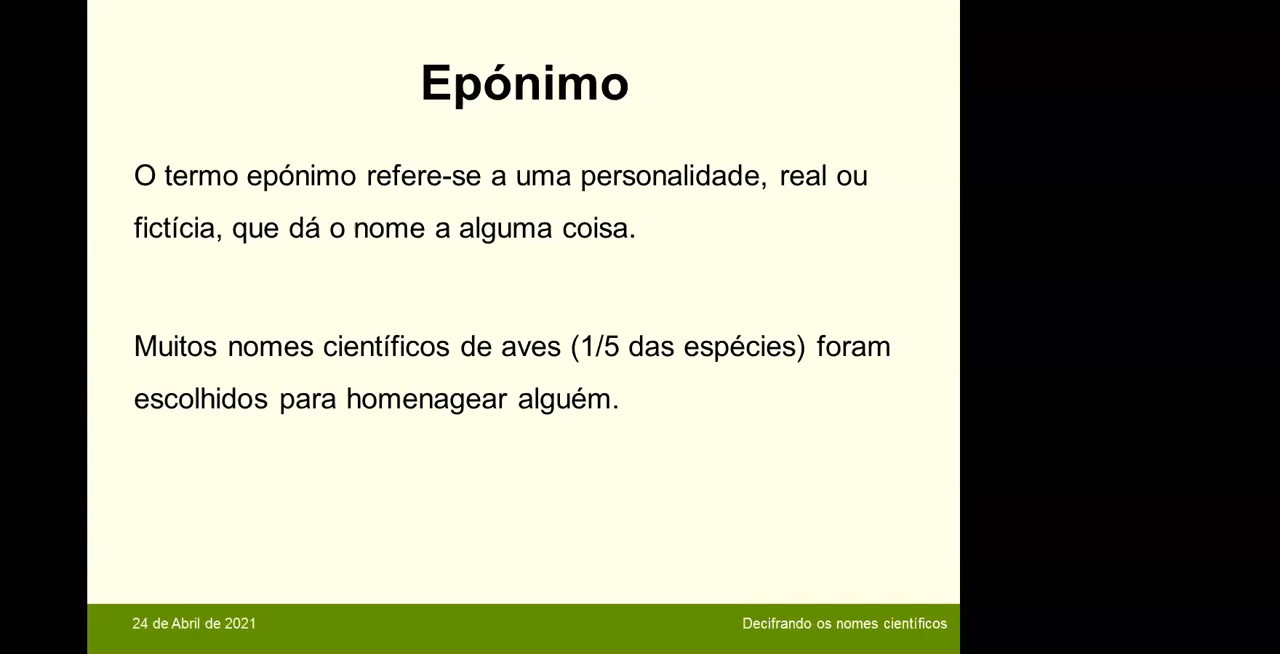 Epónimo
O termo epónimo refere-se a uma personalidade, real ou
fictícia, que dá o nome a alguma coisa.
Muitos nomes científicos de aves (1/5 das espécies) foram
escolhidos para homenagear alguém.
24 de Abril de 2021
Decifrando os nomes científicos